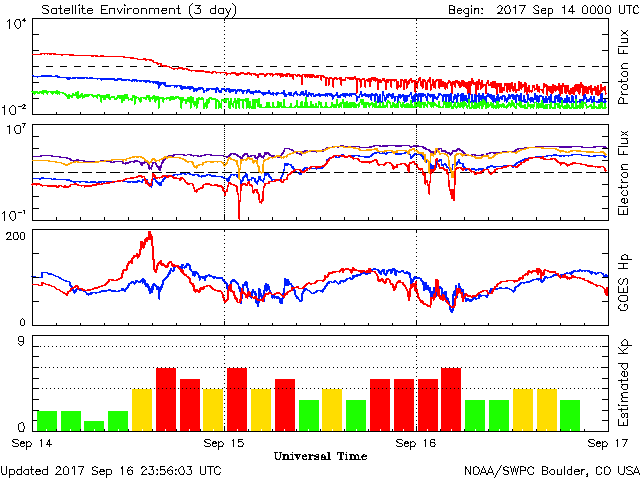 Satellite Environment (3 day)
Begin: 2017 Sep 14 0000 UTC
10^4
10^-2
Proton Flux
10^7
10^-1
Electron Flux
200
0
GOES Hp
9
0
Estimated Kp
Sep 14
Sep 15
Sep 16
Sep 17
Universal Time
Updated 2017 Sep 16 23:56:03 UTC
NOAA/SWPC Boulder, CO USA